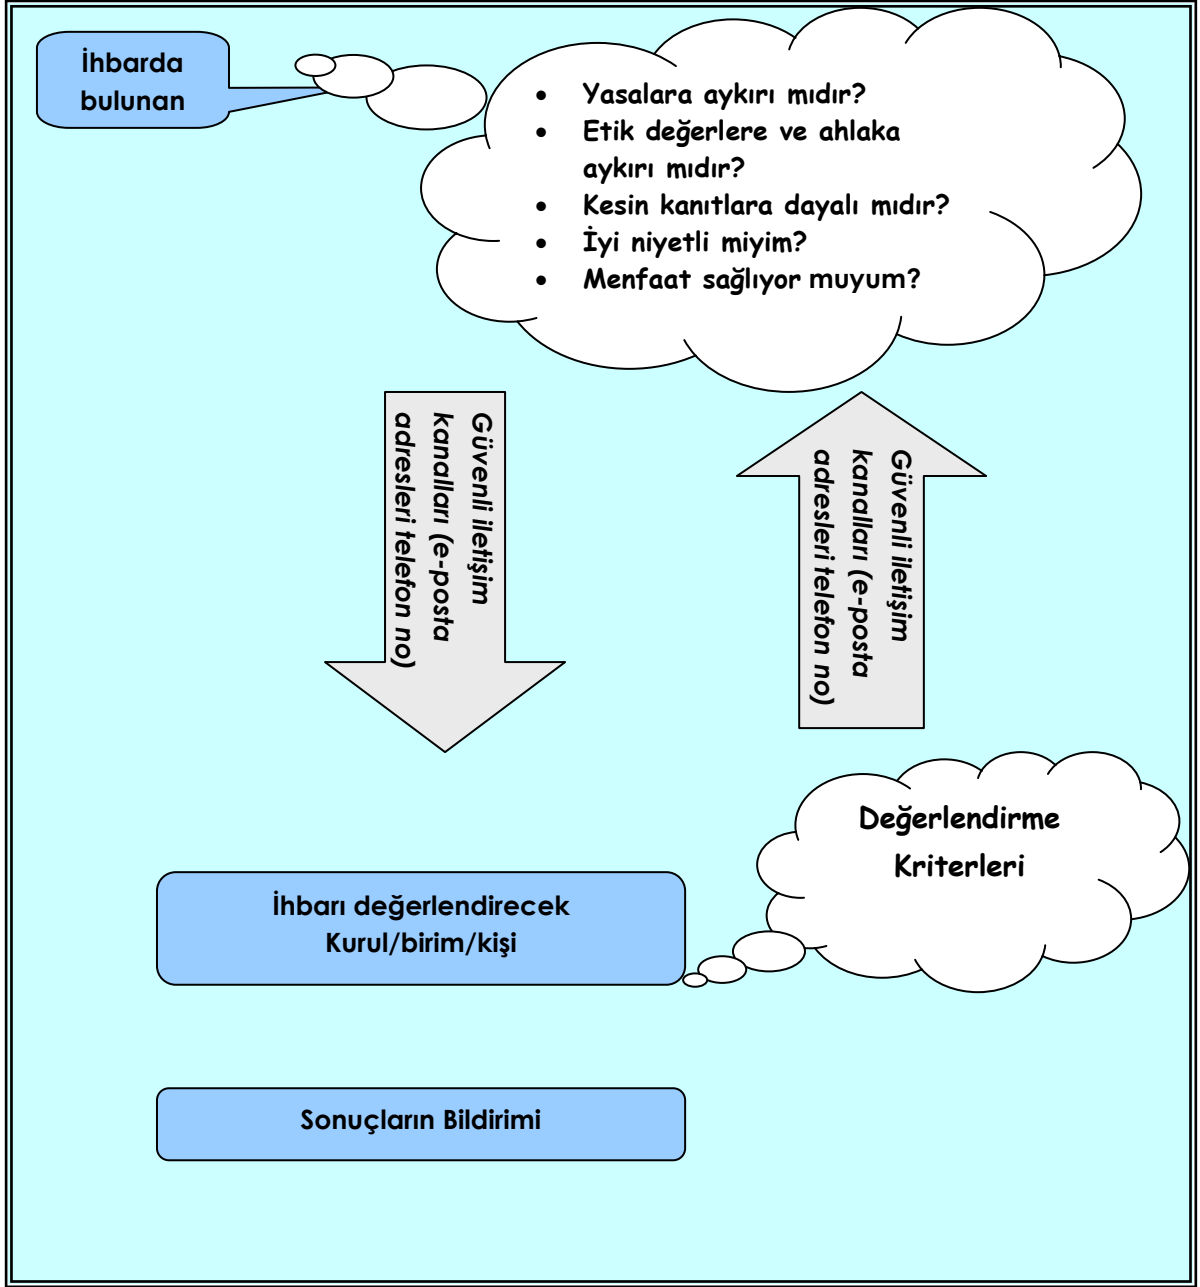 İhbarda
bulunan
• Yasalara aykırı mıdır?
• Etik değerlere ve ahlaka
aykırı mıdır?
• Kesin kanıtlara dayalı mıdır?
• İyi niyetli miyim?
• Menfaat sağlıyor muyum?
Güvenli iletişim
kanalları (e-posta
adresleri telefon no)
Güvenli iletişim
kanalları (e-posta
adresleri telefon no)
Değerlendirme
Kriterleri
İhbarı değerlendirecek
Kurul/birim/kişi
Sonuçların Bildirimi